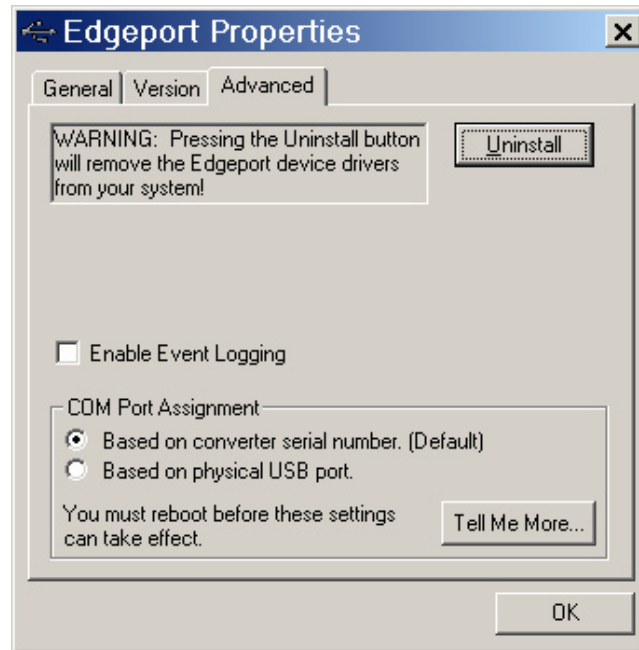 Edgeport Properties
General Version Advanced
WARNING: Pressing the Uninstall button
will remove the Edgeport device drivers
from your system!
Uninstall
Enable Event Logging
COM Port Assignment
Based on converter serial number. (Default)
Based on physical USB port.
You must reboot before these settings
can take effect.
Tell Me More...
OK